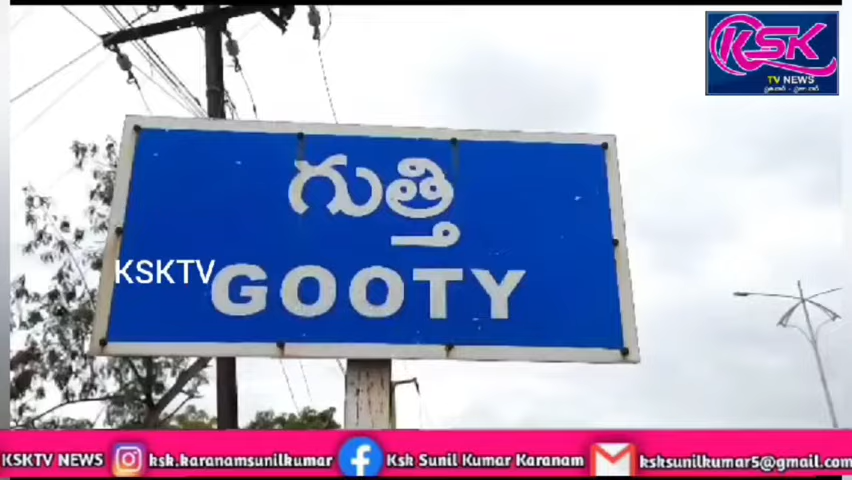 KSK
TV NEWS
గుత్తి
KSKTV
GOOTY
KSKTV NEWS ksk.karanamsunilkumar Ksk Sunil Kumar Karanam ksksunilkumar5@gmail.com